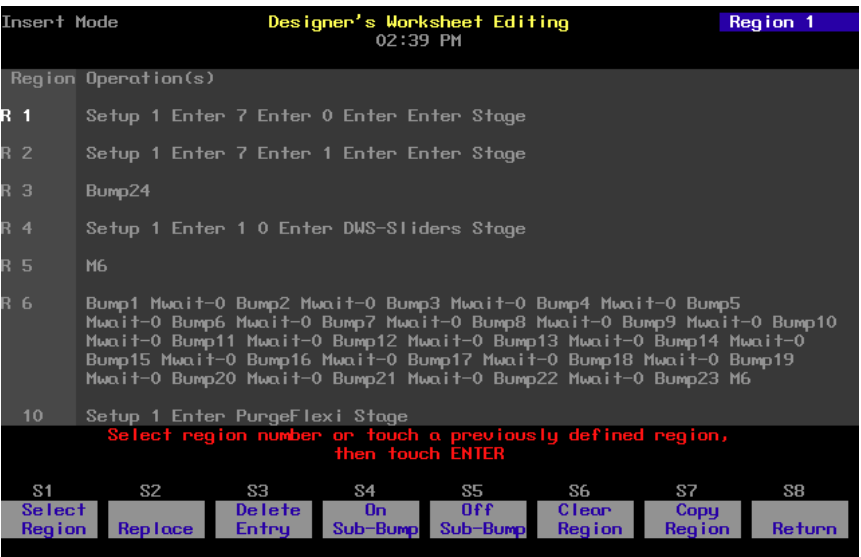 Insert Mode Designer's Worksheet Editing Region 1
02:39 PM
Region Operation(s)
R 1 Setup 1 Enter 7 Enter 0 Enter Enter Stage
R 2 Setup 1 Enter 7 Enter 1 Enter Enter Stage
R 3 Bump24
R 4 Setup 1 Enter 1 0 Enter DWS-Sliders Stage
R 5 M6
R 6 Bump1 Mwait-0 Bump2 Mwait-0 Bump3 Mwait-0 Bump4 Mwait-0 Bump5
Mwait-0 Bump6 Mwait-0 Bump7 Mwait-0 Bump8 Mwait-0 Bump9 Mwait-0 Bump10
Mwait-0 Bump11 Mwait-0 Bump12 Mwait-0 Bump13 Mwait-0 Bump14 Mwait-0
Bump15 Mwait-0 Bump16 Mwait-0 Bump17 Mwait-0 Bump18 Mwait-0 Bump19
Mwait-0 Bump20 Mwait-0 Bump21 Mwait-0 Bump22 Mwait-0 Bump23 M6
10 Setup 1 Enter PurgeFlexi Stage
Select region number or touch a previously defined region,
then touch ENTER
S1 S2 S3 S4 S5 S6 S7 S8
Select Delete On Off Clear Copy
Region Replace Entry Sub-Bump Sub-Bump Region Region Return